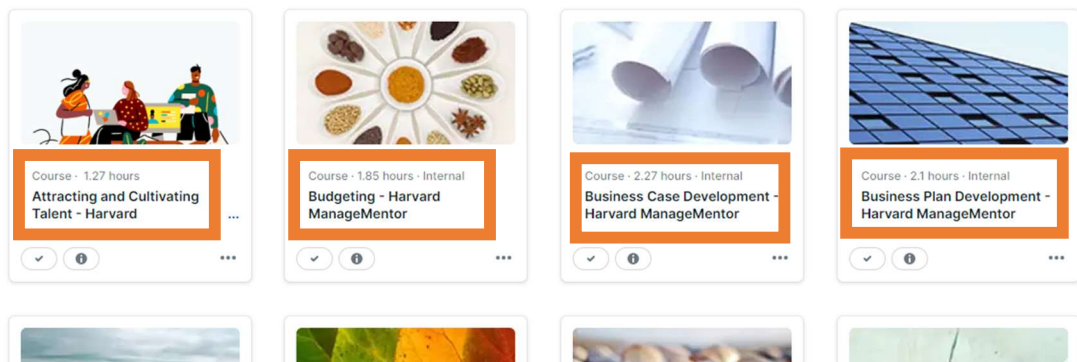 Course · 1.27 hours
Attracting and Cultivating
Talent - Harvard ...
Course · 1.85 hours · Internal
Budgeting - Harvard
ManageMentor
Course · 2.27 hours · Internal
Business Case Development -
Harvard ManageMentor
Course · 2.1 hours · Internal
Business Plan Development -
Harvard ManageMentor